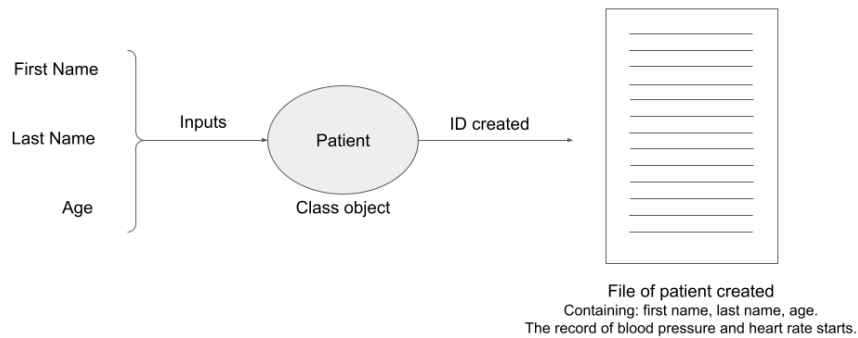 First Name
Last Name
Age
Inputs
Patient
Class object
ID created
File of patient created
Containing: first name, last name, age.
The record of blood pressure and heart rate starts.